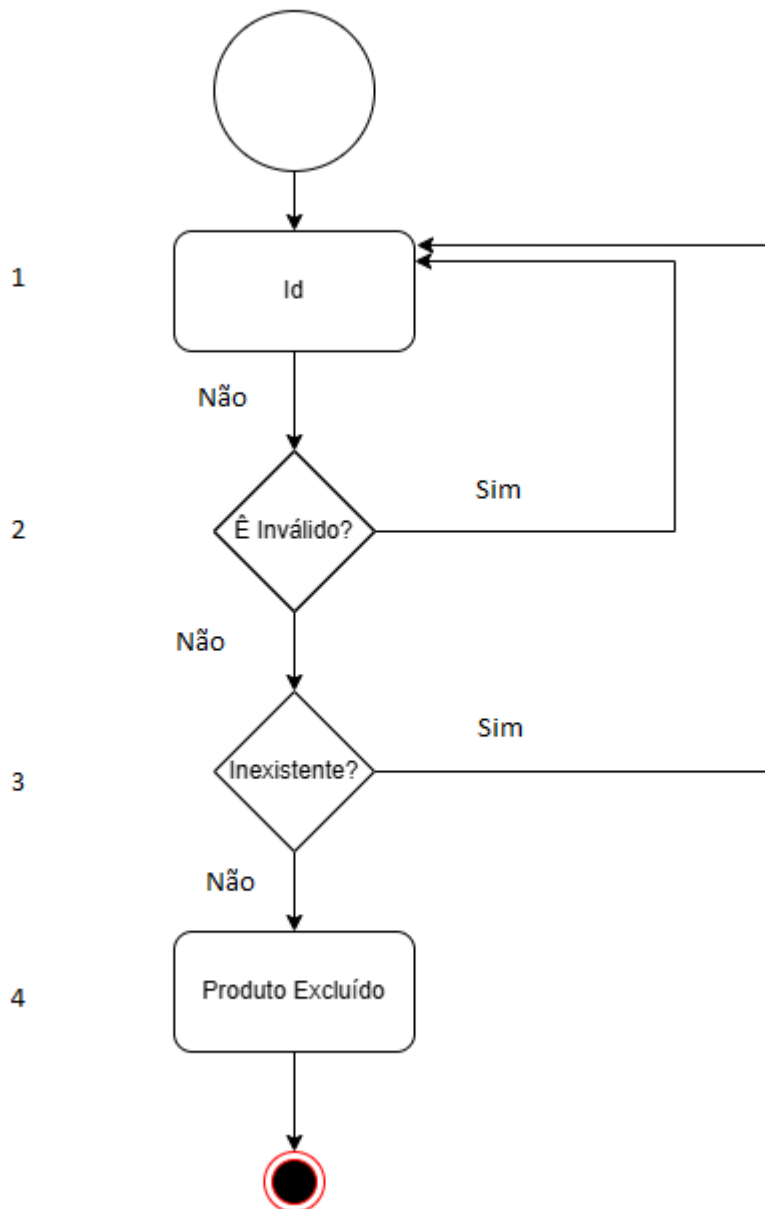 1
Id
Não
Sim
2
Ê Inválido?
Não
Sim
3
Inexistente?
Não
4
Produto Excluído